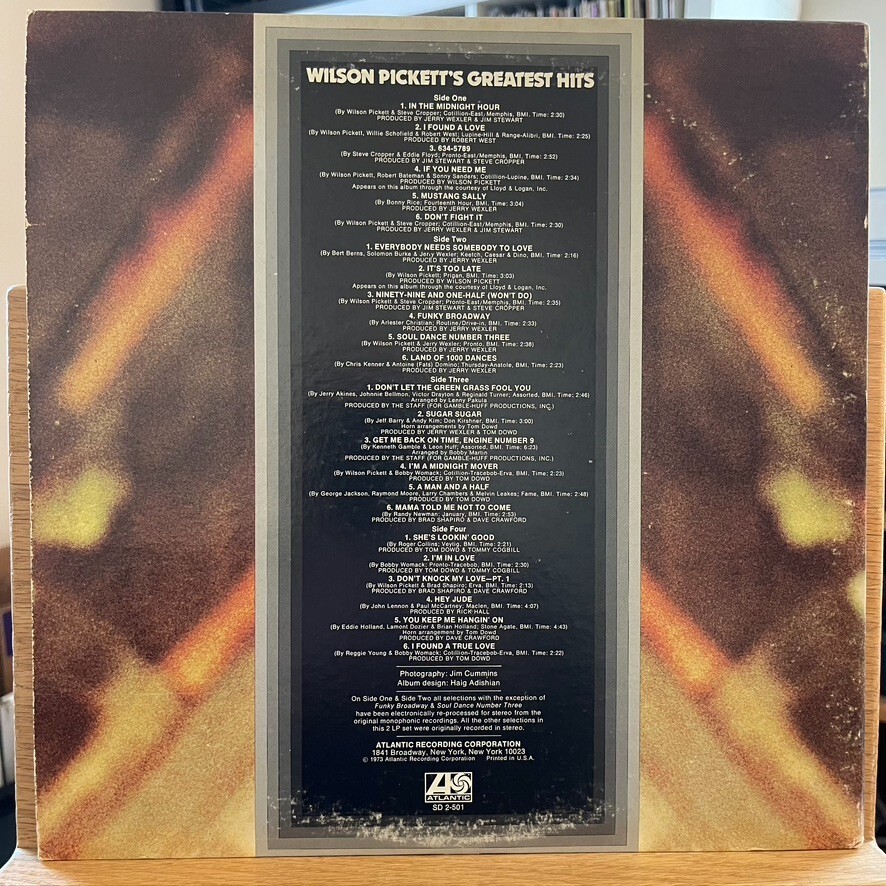 WILSON PICKETT'S GREATEST HITS
Side One
1. IN THE MIDNIGHT HOUR
(By Wilson Pickett & Steve Cropper; Cotillion-East/Memphis, BMI. Time: 2:30)
PRODUCED BY JERRY WEXLER & JIM STEWART
2. I FOUND A LOVE
(By Wilson Pickett, Willie Schofield & Robert West; Lupine-Hill & Range-Alibri, BMI. Time: 2:25)
PRODUCED BY ROBERT WEST
3. 634-5789
(By Steve Cropper & Eddie Floyd; Pronto-East/Memphis, BMI. Time: 2:52)
PRODUCED BY JIM STEWART & STEVE CROPPER
4. IF YOU NEED ME
(By Wilson Pickett, Robert Bateman & Sonny Sanders; Cotillion-Lupine, BMI. Time: 2:34)
PRODUCED BY WILSON PICKETT
Appears on this album through the courtesy of Lloyd & Logan, Inc.
5. MUSTANG SALLY
(By Bonny Rice; Fourteenth Hour, BMI. Time: 3:04)
PRODUCED BY JERRY WEXLER
6. DON'T FIGHT IT
(By Wilson Pickett & Steve Cropper; Cotillion-East/Memphis, BMI. Time: 2:30)
PRODUCED BY JERRY WEXLER & JIM STEWART
Side Two
1. EVERYBODY NEEDS SOMEBODY TO LOVE
(By Bert Berns, Solomon Burke & Jerry Wexler; Keetch, Caesar & Dino, BMI. Time: 2:16)
PRODUCED BY JERRY WEXLER
2. IT'S TOO LATE
(By Wilson Pickett; Prigan, BMI. Time: 3:03)
PRODUCED BY WILSON PICKETT
Appears on this album through the courtesy of Lloyd & Logan, Inc.
3. NINETY-NINE AND ONE-HALF (WON'T DO)
(By Wilson Pickett & Steve Cropper; Pronto-East/Memphis, BMI. Time: 2:35)
PRODUCED BY JIM STEWART & STEVE CROPPER
4. FUNKY BROADWAY
(By Arlester Christian; Routine/Drive-in, BMI. Time: 2:33)
PRODUCED BY JERRY WEXLER
5. SOUL DANCE NUMBER THREE
(By Wilson Pickett & Jerry Wexler; Pronto, BMI. Time: 2:38)
PRODUCED BY JERRY WEXLER
6. LAND OF 1000 DANCES
(By Chris Kenner & Antoine (Fats) Domino; Thursday-Anatole, BMI. Time: 2:23)
PRODUCED BY JERRY WEXLER
Side Three
1. DON'T LET THE GREEN GRASS FOOL YOU
(By Jerry Akines, Johnnie Bellmon, Victor Drayton & Reginald Turner; Assorted, BMI. Time: 2:46)
Arranged by Lenny Pakula
PRODUCED BY THE STAFF (FOR GAMBLE-HUFF PRODUCTIONS, INC.)
2. SUGAR SUGAR
(By Jeff Barry & Andy Kim; Don Kirshner, BMI. Time: 3:00)
Horn arrangements by Tom Dowd
PRODUCED BY JERRY WEXLER & TOM DOWD
3. GET ME BACK ON TIME, ENGINE NUMBER 9
(By Kenneth Gamble & Leon Huff; Assorted, BMI. Time: 6:23)
Arranged by Bobby Martin
PRODUCED BY THE STAFF (FOR GAMBLE-HUFF PRODUCTIONS, INC.)
4. I'M A MIDNIGHT MOVER
(By Wilson Pickett & Bobby Womack; Cotillion-Tracebob-Erva, BMI. Time: 2:23)
PRODUCED BY TOM DOWD
5. A MAN AND A HALF
(By George Jackson, Raymond Moore, Larry Chambers & Melvin Leakes; Fame, BMI. Time: 2:48)
PRODUCED BY TOM DOWD
6. MAMA TOLD ME NOT TO COME
(By Randy Newman; January, BMI. Time: 2:53)
PRODUCED BY BRAD SHAPIRO & DAVE CRAWFORD
Side Four
1. SHE'S LOOKIN' GOOD
(By Roger Collins; Veytig, BMI. Time: 2:21)
PRODUCED BY TOM DOWD & TOMMY COGBILL
2. I'M IN LOVE
(By Bobby Womack; Pronto-Tracebob, BMI. Time: 2:30)
PRODUCED BY TOM DOWD & TOMMY COGBILL
3. DON'T KNOCK MY LOVE—PT. 1
(By Wilson Pickett & Brad Shapiro; Erva, BMI. Time: 2:13)
PRODUCED BY BRAD SHAPIRO & DAVE CRAWFORD
4. HEY JUDE
(By John Lennon & Paul McCartney; Maclen, BMI. Time: 4:07)
PRODUCED BY RICK HALL
5. YOU KEEP ME HANGIN' ON
(By Eddie Holland, Lamont Dozier & Brian Holland; Stone Agate, BMI. Time: 4:43)
Horn arrangement by Tom Dowd
PRODUCED BY DAVE CRAWFORD
6. I FOUND A TRUE LOVE
(By Reggie Young & Bobby Womack; Cotillion-Tracebob-Erva, BMI. Time: 2:22)
PRODUCED BY TOM DOWD
Photography: Jim Cummins
Album design: Haig Adishian
On Side One & Side Two all selections with the exception of
Funky Broadway & Soul Dance Number Three
have been electronically re-processed for stereo from the
original monophonic recordings. All the other selections in
this 2 LP set were originally recorded in stereo.
ATLANTIC RECORDING CORPORATION
1841 Broadway, New York, New York 10023
© 1973 Atlantic Recording Corporation Printed in U.S.A.
ATLANTIC
SD 2-501